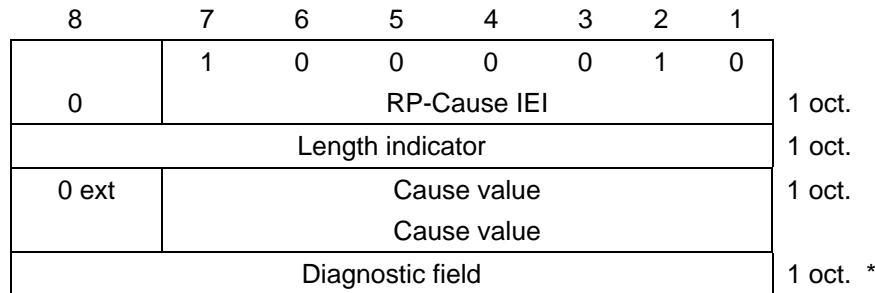 8 7 6 5 4 3 2 1
1 0 0 0 0 1 0
0 RP-Cause IEI 1 oct.
Length indicator 1 oct.
0 ext Cause value 1 oct.
Cause value
Diagnostic field 1 oct. *